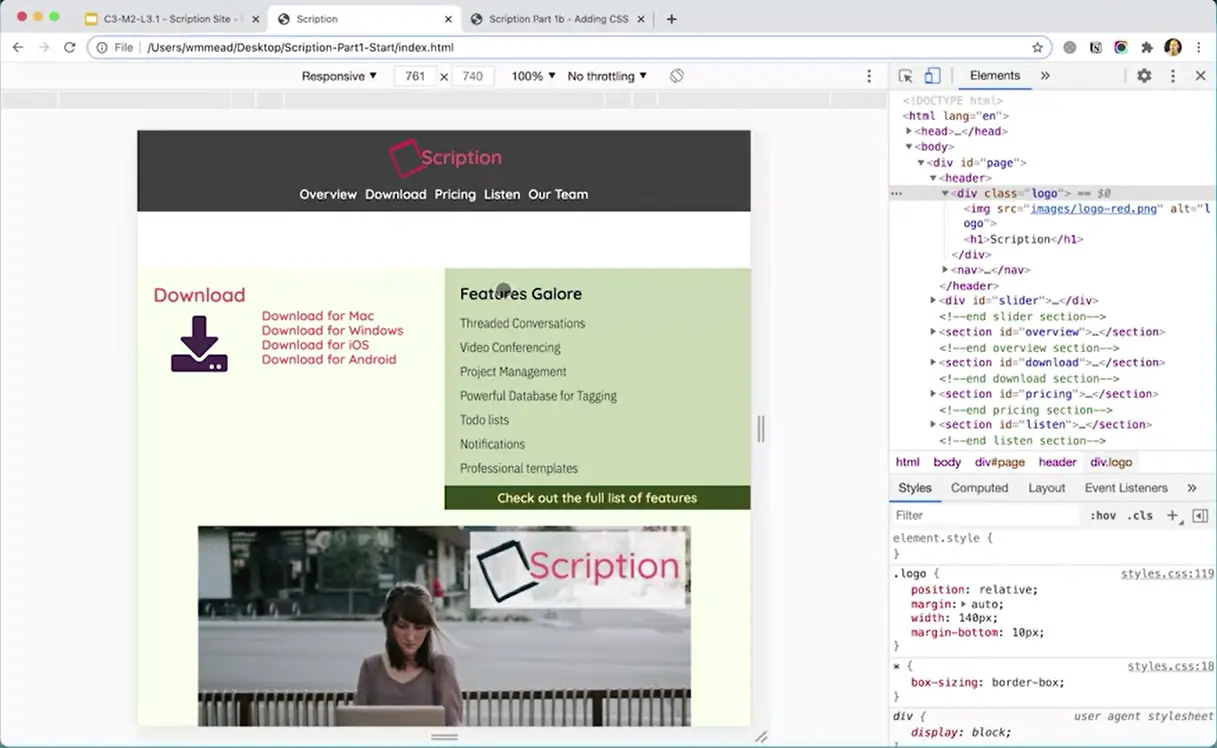 C3-M2-L3.1 - Scription Site -
Scription
Scription Part 1b - Adding CSS
File
/Users/wmmead/Desktop/Scription-Part1-Start/index.html
Responsive
761 × 740
100%
No throttling
Elements
Scription
Overview Download Pricing Listen Our Team
Download
Download for Mac
Download for Windows
Download for iOS
Download for Android
Features Galore
Threaded Conversations
Video Conferencing
Project Management
Powerful Database for Tagging
Todo lists
Notifications
Professional templates
Check out the full list of features
Scription
<!DOCTYPE html>
<html lang="en">
<head>…</head>
<body>
<div id="page">
<header>
<div class="logo"> == $0
<img src="images/logo-red.png" alt="l
ogo">
<h1>Scription</h1>
</div>
<nav>…</nav>
</header>
<div id="slider">…</div>
<!--end slider section-->
<section id="overview">…</section>
<!--end overview section-->
<section id="download">…</section>
<!--end download section-->
<section id="pricing">…</section>
<!--end pricing section-->
<section id="listen">…</section>
<!--end listen section-->
html body div#page header div.logo
Styles Computed Layout Event Listeners »
Filter
:hov .cls +
element.style {
}
.logo { styles.css:119
position: relative;
margin: auto;
width: 140px;
margin-bottom: 10px;
}
* { styles.css:18
box-sizing: border-box;
}
div { user agent stylesheet
display: block;